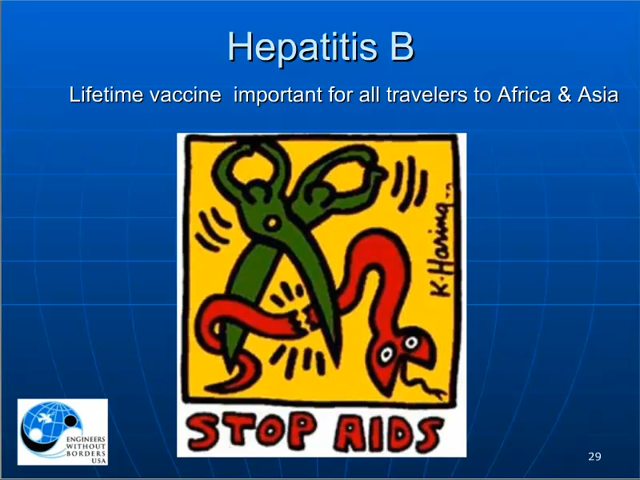 Hepatitis B
Lifetime vaccine important for all travelers to Africa & Asia
K. Haring
STOP AIDS
ENGINEERS
WITHOUT
BORDERS
USA
29